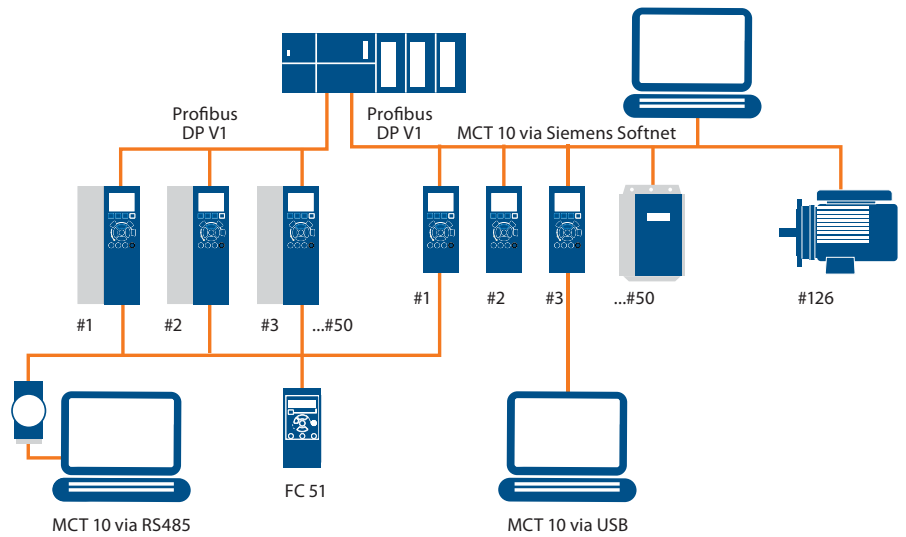 Profibus
DP V1
Profibus
DP V1
MCT 10 via Siemens Softnet
#1
#2
#3
...#50
#1
#2
#3
...#50
#126
FC 51
MCT 10 via RS485
MCT 10 via USB